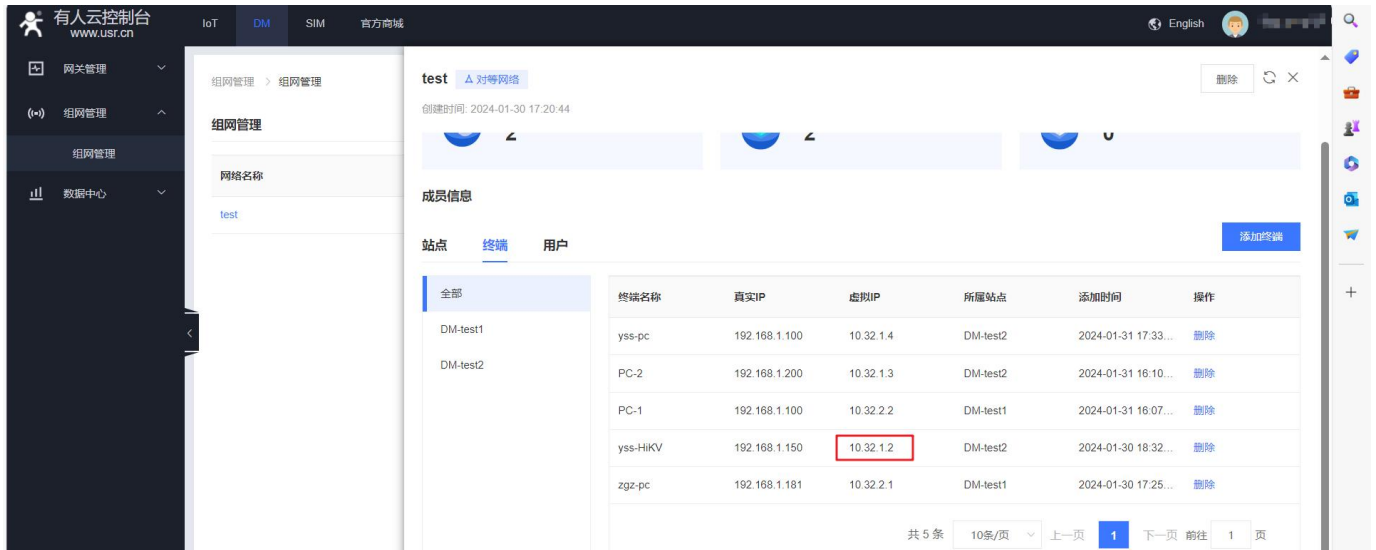 有人云控制台
www.usr.cn
IoT DM SIM 官方商城
English
网关管理
组网管理
组网管理
数据中心
组网管理 > 组网管理
组网管理
网络名称
test
test 对等网络
删除
创建时间: 2024-01-30 17:20:44
成员信息
站点 终端 用户
添加终端
全部
DM-test1
DM-test2
终端名称 真实IP 虚拟IP 所属站点 添加时间 操作
yss-pc 192.168.1.100 10.32.1.4 DM-test2 2024-01-31 17:33... 删除
PC-2 192.168.1.200 10.32.1.3 DM-test2 2024-01-31 16:10... 删除
PC-1 192.168.1.100 10.32.2.2 DM-test1 2024-01-31 16:07... 删除
yss-HiKV 192.168.1.150 10.32.1.2 DM-test2 2024-01-30 18:32... 删除
zgz-pc 192.168.1.181 10.32.2.1 DM-test1 2024-01-30 17:25... 删除
共 5 条 10条/页 上一页 1 下一页 前往 1 页